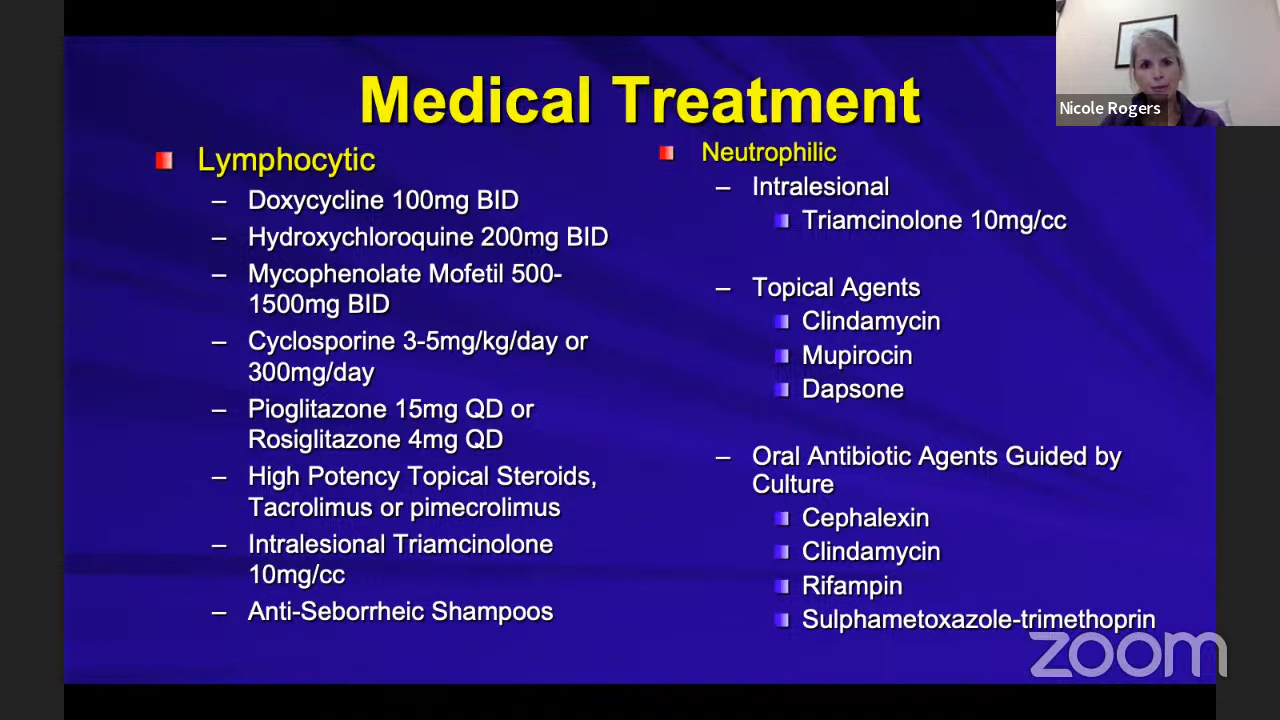 Medical Treatment
Lymphocytic
– Doxycycline 100mg BID
– Hydroxychloroquine 200mg BID
– Mycophenolate Mofetil 500-
1500mg BID
– Cyclosporine 3-5mg/kg/day or
300mg/day
– Pioglitazone 15mg QD or
Rosiglitazone 4mg QD
– High Potency Topical Steroids,
Tacrolimus or pimecrolimus
– Intralesional Triamcinolone
10mg/cc
– Anti-Seborrheic Shampoos
Neutrophilic
– Intralesional
Triamcinolone 10mg/cc
– Topical Agents
Clindamycin
Mupirocin
Dapsone
– Oral Antibiotic Agents Guided by
Culture
Cephalexin
Clindamycin
Rifampin
Sulphametoxazole-trimethoprin
Nicole Rogers
zoom